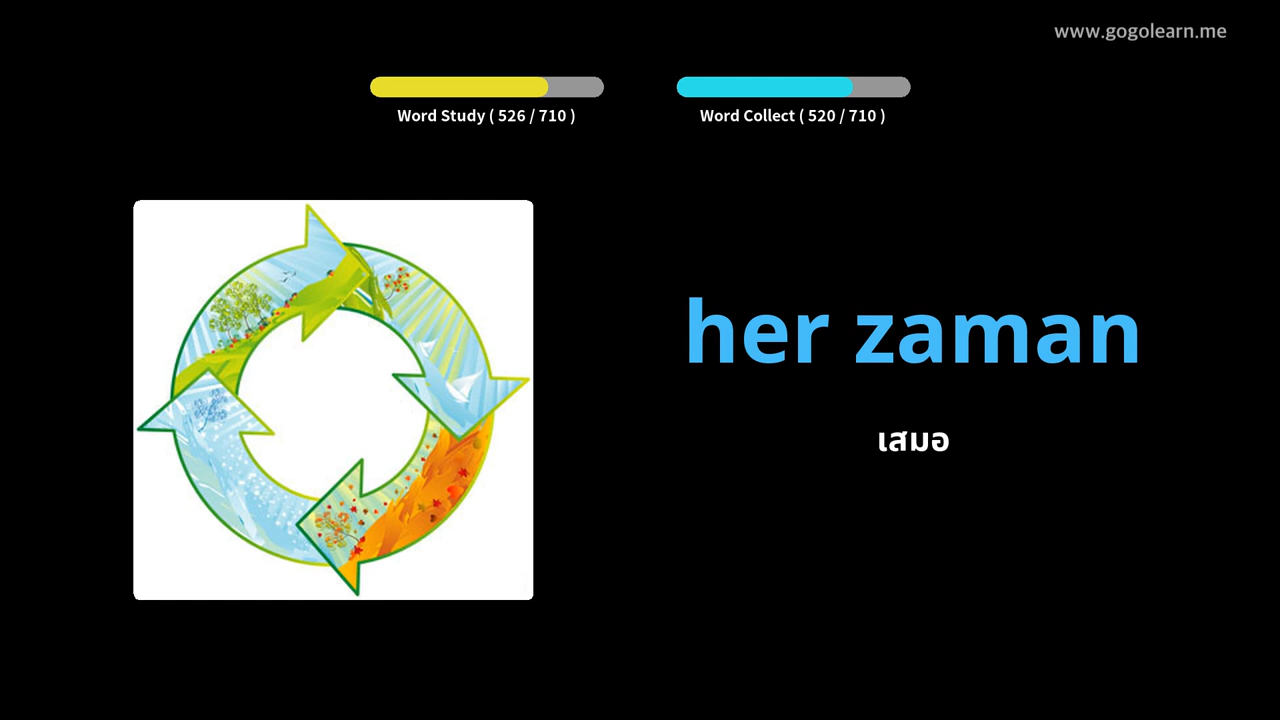 www.gogolearn.me
Word Study ( 526 / 710 )
Word Collect ( 520 / 710 )
her zaman
เสมอ